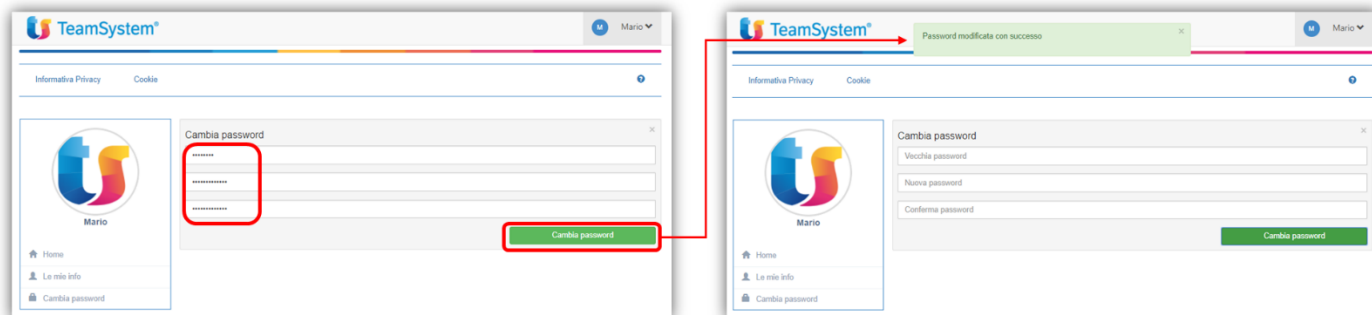 TeamSystem®
M
Mario
Informativa Privacy
Cookie
Cambia password
×
••••••••
•••••••••••••
•••••••••••••
Cambia password
Mario
Home
Le mie info
Cambia password
TeamSystem®
Password modificata con successo
×
M
Mario
Informativa Privacy
Cookie
Cambia password
×
Vecchia password
Nuova password
Conferma password
Cambia password
Mario
Home
Le mie info
Cambia password